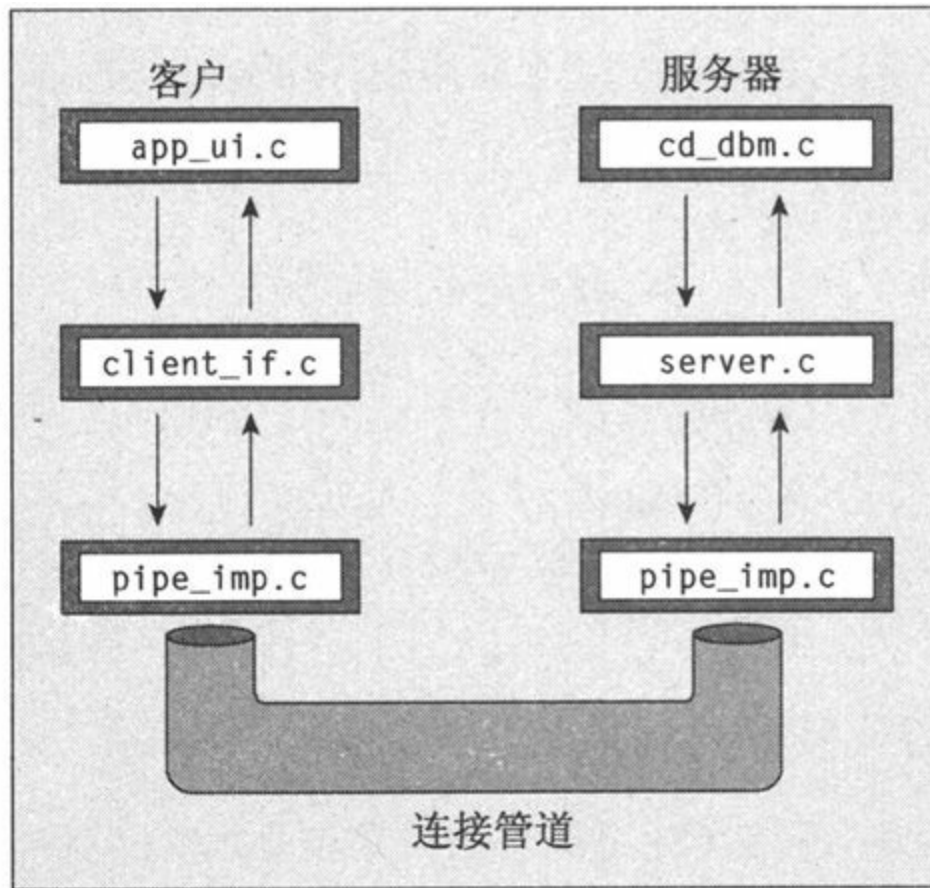 客户
服务器
app_ui.c
cd_dbm.c
client_if.c
server.c
pipe_imp.c
pipe_imp.c
连接管道